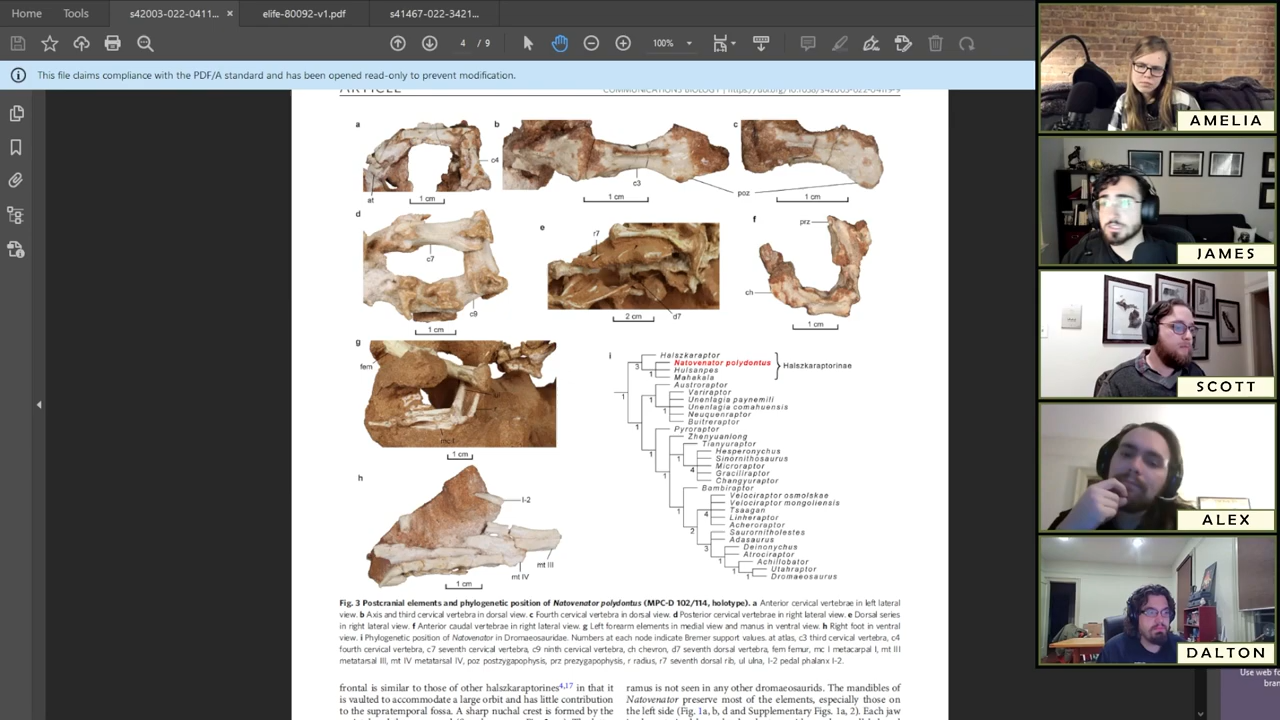 Home
Tools
s42003-022-0411... ×
elife-80092-v1.pdf
s41467-022-3421...
4 / 9
100%
This file claims compliance with the PDF/A standard and has been opened read-only to prevent modification.
a
b
c
c4
at
c3
poz
1 cm
1 cm
1 cm
d
e
f
c7
c9
r7
d7
prz
ch
1 cm
2 cm
1 cm
g
fem
mc I
1 cm
h
I-2
mt III
mt IV
1 cm
i
Halszkaraptor
Natovenator polydontus
Hulsanpes
Mahakala
Halszkaraptorinae
Austroraptor
Variraptor
Unenlagia paynemili
Unenlagia comahuensis
Neuquenraptor
Buitreraptor
Pyroraptor
Zhenyuanlong
Tianyuraptor
Hesperonychus
Sinornithosaurus
Microraptor
Graciliraptor
Changyuraptor
Bambiraptor
Velociraptor osmolskae
Velociraptor mongoliensis
Tsaagan
Linheraptor
Acheroraptor
Saurornitholestes
Adasaurus
Deinonychus
Atrociraptor
Achillobator
Utahraptor
Dromaeosaurus
Fig. 3 Postcranial elements and phylogenetic position of Natovenator polydontus (MPC-D 102/114, holotype). a Anterior cervical vertebrae in left lateral
view. b Axis and third cervical vertebra in dorsal view. c Fourth cervical vertebra in dorsal view. d Posterior cervical vertebrae in right lateral view. e Dorsal series
in right lateral view. f Anterior caudal vertebrae in right lateral view. g Left forearm elements in medial view and manus in ventral view. h Right foot in ventral
view. i Phylogenetic position of Natovenator in Dromaeosauridae. Numbers at each node indicate Bremer support values. at atlas, c3 third cervical vertebra, c4
fourth cervical vertebra, c7 seventh cervical vertebra, c9 ninth cervical vertebra, ch chevron, d7 seventh dorsal vertebra, fem femur, mc I metacarpal I, mt III
metatarsal III, mt IV metatarsal IV, poz postzygapophysis, prz prezygapophysis, r radius, r7 seventh dorsal rib, ul ulna, I-2 pedal phalanx I-2.
frontal is similar to those of other halszkaraptorines4,17 in that it
is vaulted to accommodate a large orbit and has little contribution
to the supratemporal fossa. A sharp nuchal crest is formed by the
ramus is not seen in any other dromaeosaurids. The mandibles of
Natovenator preserve most of the elements, especially those on
the left side (Fig. 1a, b, d and Supplementary Figs. 1a, 2). Each jaw
AMELIA
JAMES
SCOTT
ALEX
DALTON